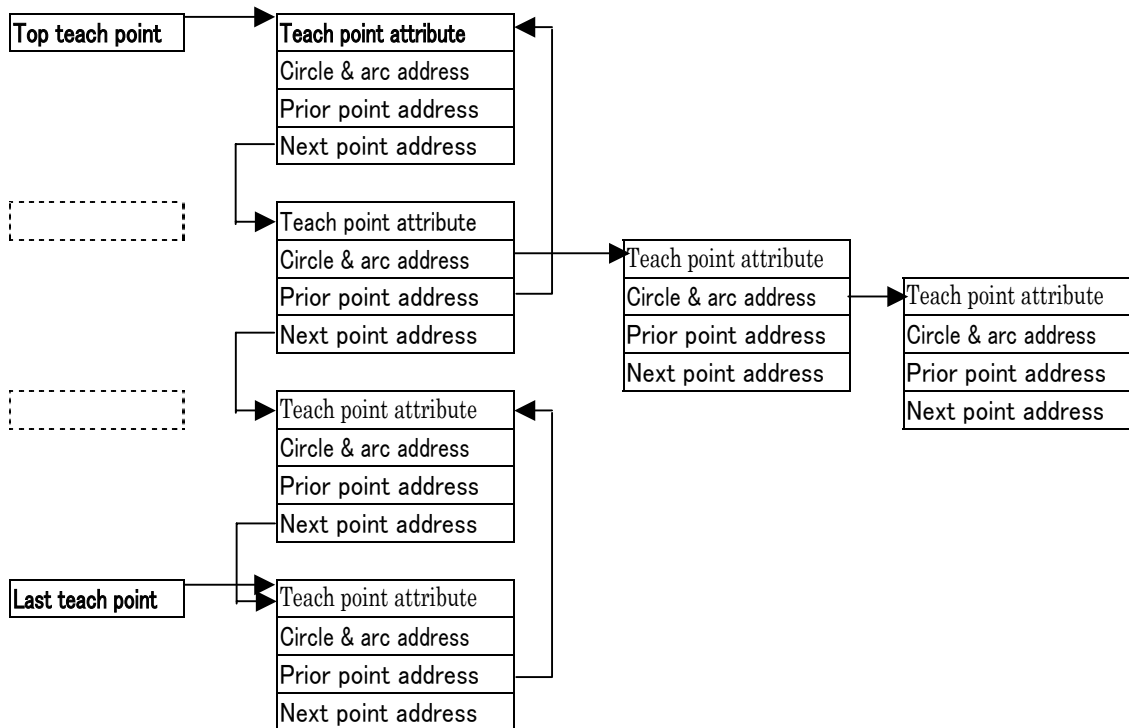 Top teach point
Teach point attribute
Circle & arc address
Prior point address
Next point address
Teach point attribute
Circle & arc address
Prior point address
Next point address
Teach point attribute
Circle & arc address
Prior point address
Next point address
Teach point attribute
Circle & arc address
Prior point address
Next point address
Teach point attribute
Circle & arc address
Prior point address
Next point address
Last teach point
Teach point attribute
Circle & arc address
Prior point address
Next point address